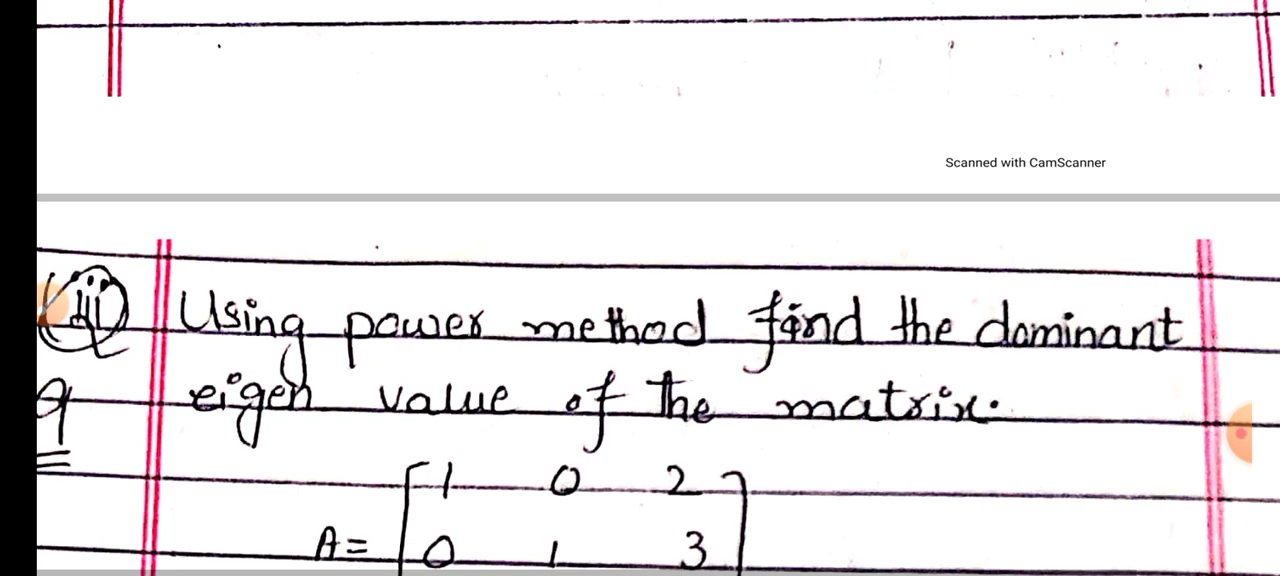 Scanned with CamScanner
(iii) Using power method find the dominant
q eigen value of the matrix.
1 0 2
A = 0 1 3